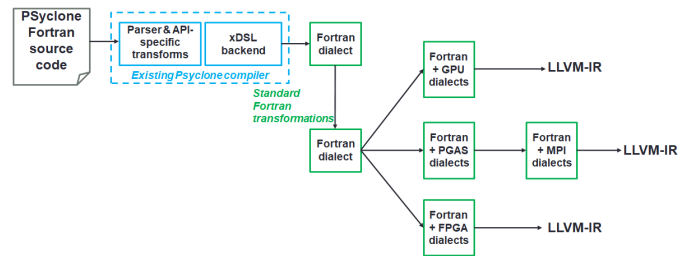 PSyclone
Fortran
source
code
Parser & API-
specific
transforms
xDSL
backend
Existing Psyclone compiler
Fortran
dialect
Standard
Fortran
transformations
Fortran
dialect
Fortran
+ GPU
dialects
LLVM-IR
Fortran
+ PGAS
dialects
Fortran
+ MPI
dialects
LLVM-IR
Fortran
+ FPGA
dialects
LLVM-IR